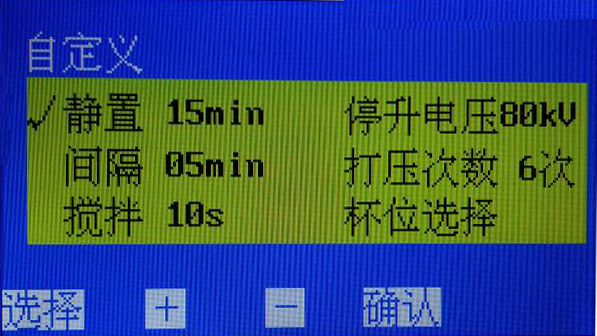 自定义
✓静置 15min 停升电压80kV
间隔 05min 打压次数 6次
搅拌 10s 杯位选择
选择 + − 确认